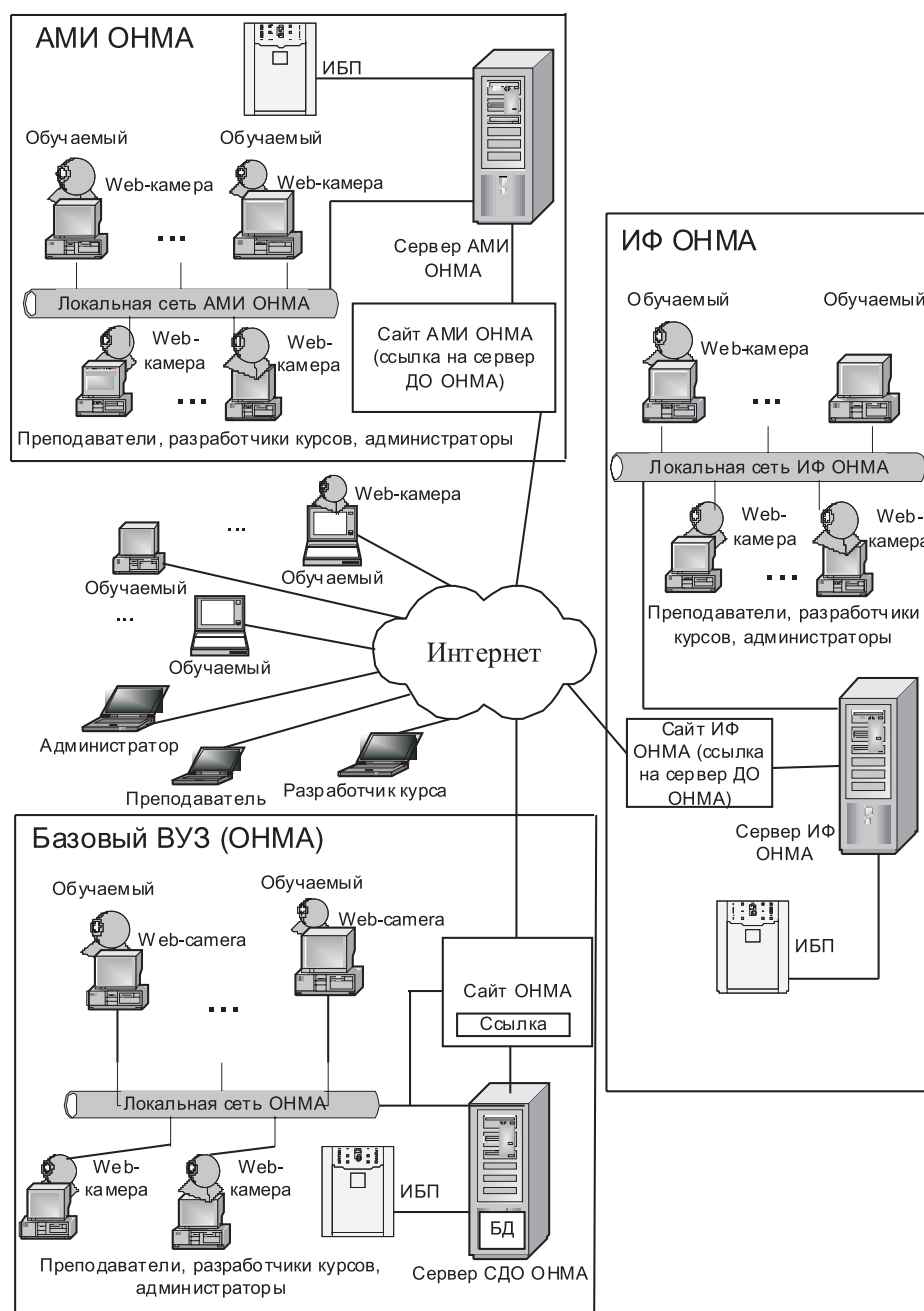 АМИ ОНМА
ИБП
Обучаемый
Обучаемый
Web-камера
Web-камера
Сервер АМИ
ОНМА
Локальная сеть АМИ ОНМА
Web-
камера
Web-
камера
Сайт АМИ ОНМА
(ссылка на сервер
ДО ОНМА)
Преподаватели, разработчики курсов, администраторы
ИФ ОНМА
Обучаемый
Обучаемый
Web-камера
Локальная сеть ИФ ОНМА
Web-
камера
Web-
камера
Преподаватели, разработчики
курсов, администраторы
Сайт ИФ
ОНМА (ссылка
на сервер ДО
ОНМА)
Сервер ИФ
ОНМА
ИБП
Web-камера
...
Обучаемый
Обучаемый
...
Обучаемый
Интернет
Администратор
Преподаватель
Разработчик курса
Базовый ВУЗ (ОНМА)
Обучаемый
Обучаемый
Web-camera
Web-camera
...
Сайт ОНМА
Ссылка
Локальная сеть ОНМА
Web-
камера
Web-
камера
ИБП
БД
Преподаватели, разработчики курсов,
администраторы
Сервер СДО ОНМА